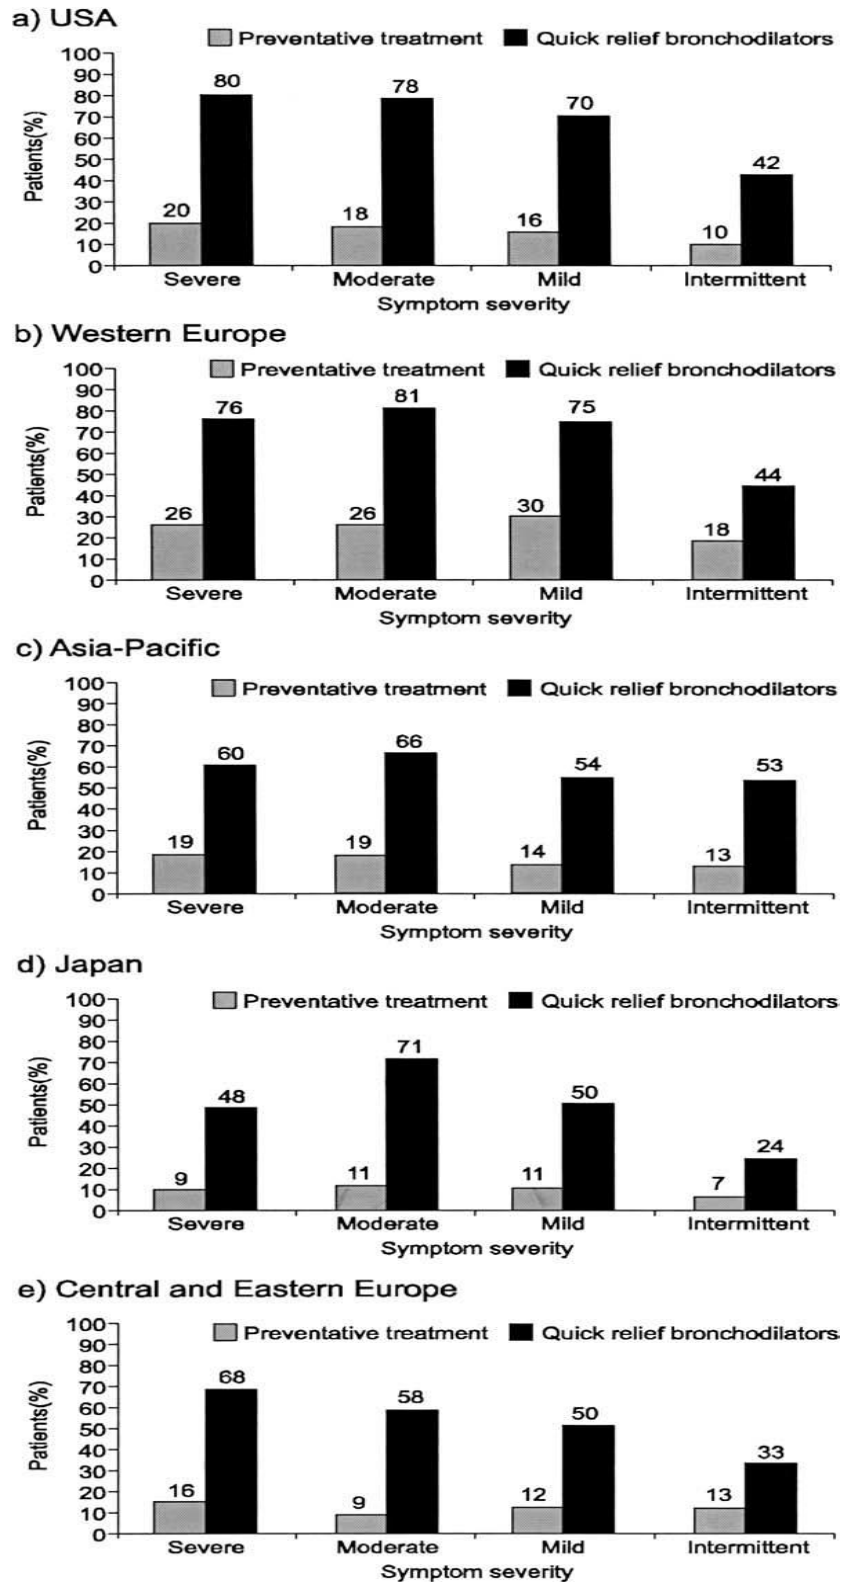 a) USA
Preventative treatment Quick relief bronchodilators
Patients(%)
100
90
80
70
60
50
40
30
20
10
0
20 80 18 78 16 70 10 42
Severe Moderate Mild Intermittent
Symptom severity
b) Western Europe
Preventative treatment Quick relief bronchodilators
Patients(%)
100
90
80
70
60
50
40
30
20
10
0
26 76 26 81 30 75 18 44
Severe Moderate Mild Intermittent
Symptom severity
c) Asia-Pacific
Preventative treatment Quick relief bronchodilators
Patients(%)
100
90
80
70
60
50
40
30
20
10
0
19 60 19 66 14 54 13 53
Severe Moderate Mild Intermittent
Symptom severity
d) Japan
Preventative treatment Quick relief bronchodilators
Patients(%)
100
90
80
70
60
50
40
30
20
10
0
9 48 11 71 11 50 7 24
Severe Moderate Mild Intermittent
Symptom severity
e) Central and Eastern Europe
Preventative treatment Quick relief bronchodilators
Patients(%)
100
90
80
70
60
50
40
30
20
10
0
16 68 9 58 12 50 13 33
Severe Moderate Mild Intermittent
Symptom severity